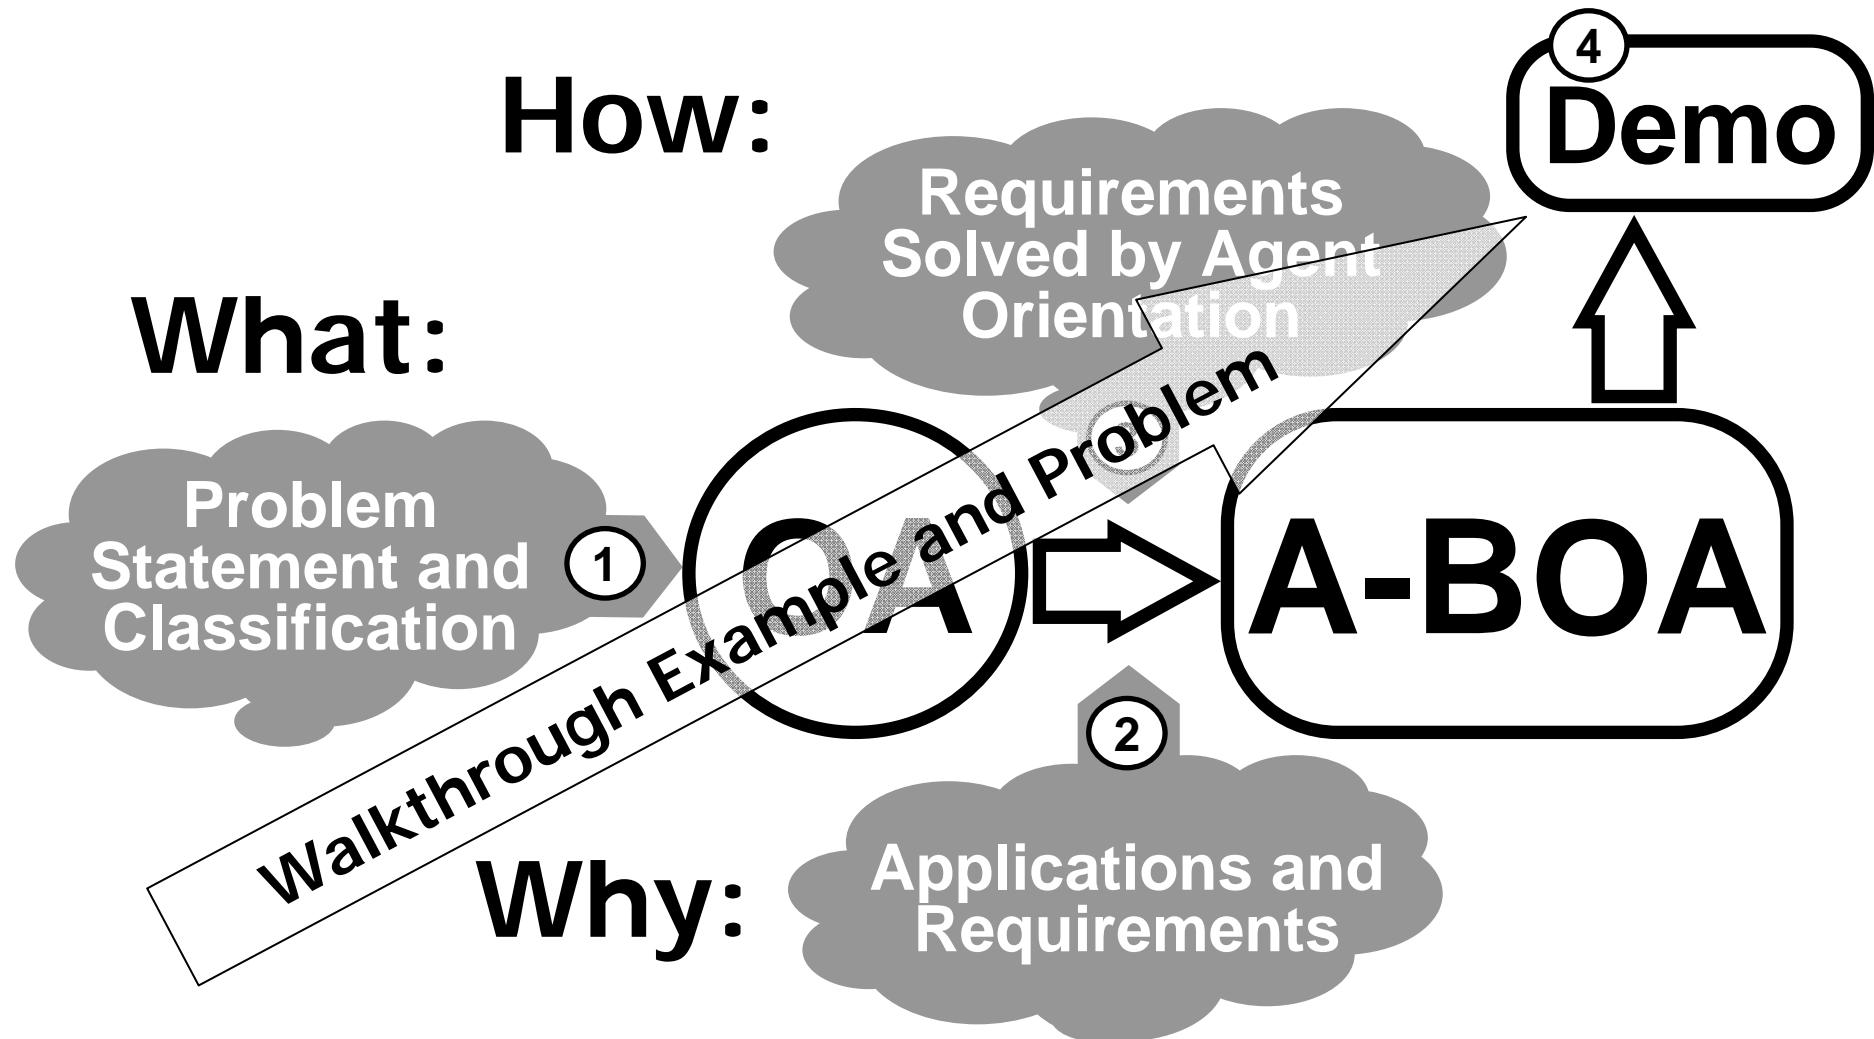 How:
4
Demo
Requirements
Solved by Agent
Orientation
What:
3
Problem
Statement and
Classification
1
OA
A-BOA
Walkthrough Example and Problem
2
Why:
Applications and
Requirements